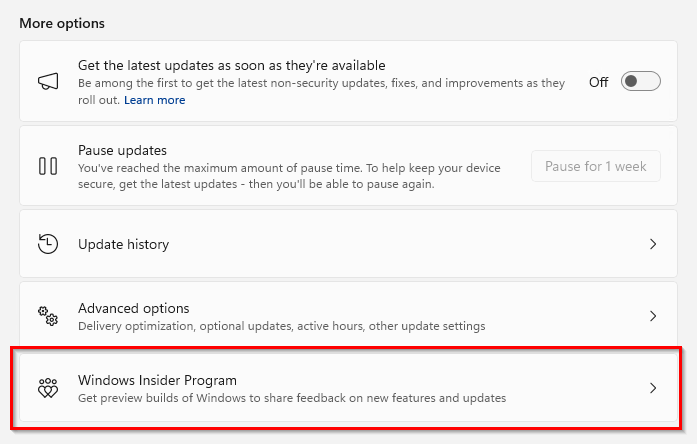 More options
Get the latest updates as soon as they're available
Be among the first to get the latest non-security updates, fixes, and improvements as they
roll out. Learn more
Off
Pause updates
You've reached the maximum amount of pause time. To help keep your device
secure, get the latest updates - then you'll be able to pause again.
Pause for 1 week
Update history
Advanced options
Delivery optimization, optional updates, active hours, other update settings
Windows Insider Program
Get preview builds of Windows to share feedback on new features and updates